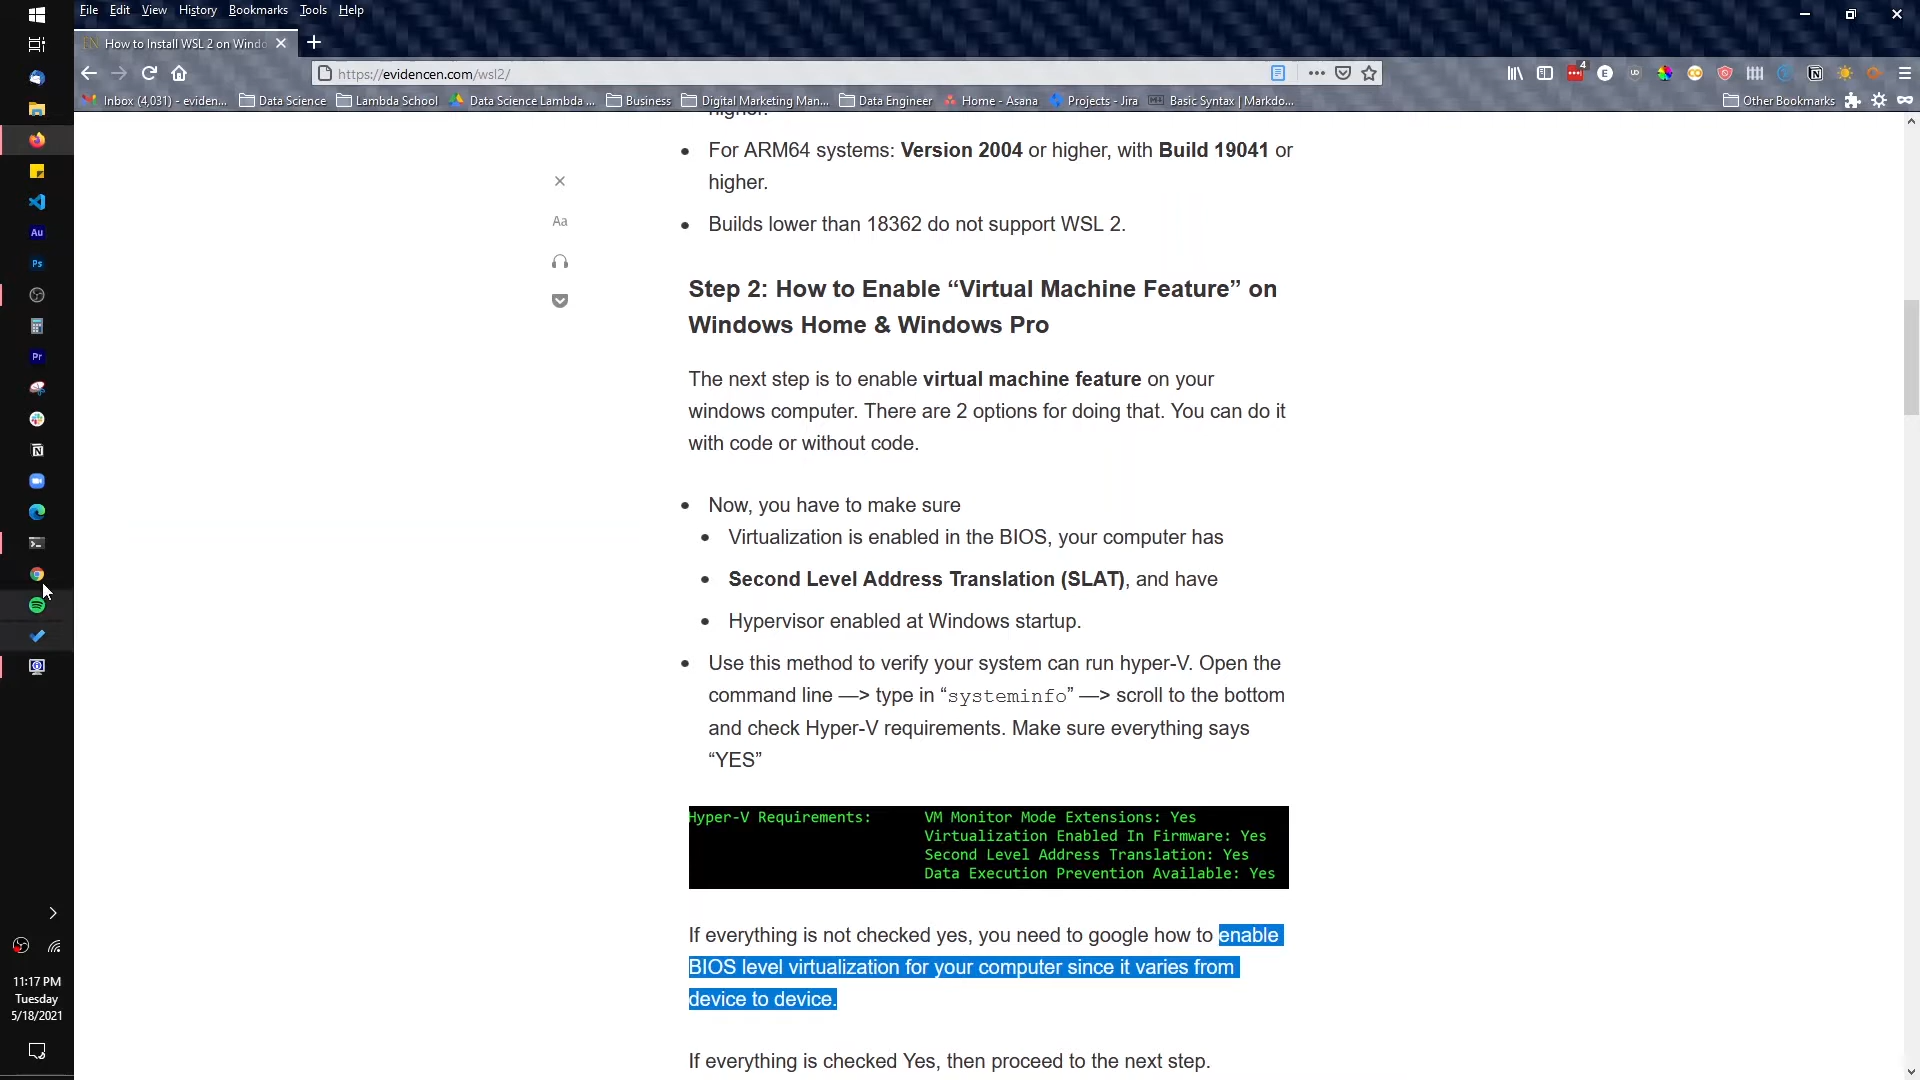 File Edit View History Bookmarks Tools Help
How to Install WSL 2 on Windo
https://evidencen.com/wsl2/
4
Inbox (4,031) - eviden... Data Science Lambda School Data Science Lambda ... Business Digital Marketing Man... Data Engineer Home - Asana Projects - Jira Basic Syntax | Markdo... Other Bookmarks
higher.
For ARM64 systems: Version 2004 or higher, with Build 19041 or
higher.
Builds lower than 18362 do not support WSL 2.
Aa
Step 2: How to Enable “Virtual Machine Feature” on
Windows Home & Windows Pro
The next step is to enable virtual machine feature on your
windows computer. There are 2 options for doing that. You can do it
with code or without code.
Now, you have to make sure
Virtualization is enabled in the BIOS, your computer has
Second Level Address Translation (SLAT), and have
Hypervisor enabled at Windows startup.
Use this method to verify your system can run hyper-V. Open the
command line —> type in “systeminfo” —> scroll to the bottom
and check Hyper-V requirements. Make sure everything says
“YES”
Hyper-V Requirements: VM Monitor Mode Extensions: Yes
Virtualization Enabled In Firmware: Yes
Second Level Address Translation: Yes
Data Execution Prevention Available: Yes
If everything is not checked yes, you need to google how to enable
BIOS level virtualization for your computer since it varies from
device to device.
If everything is checked Yes, then proceed to the next step.
Au
Ps
Pr
11:17 PM
Tuesday
5/18/2021